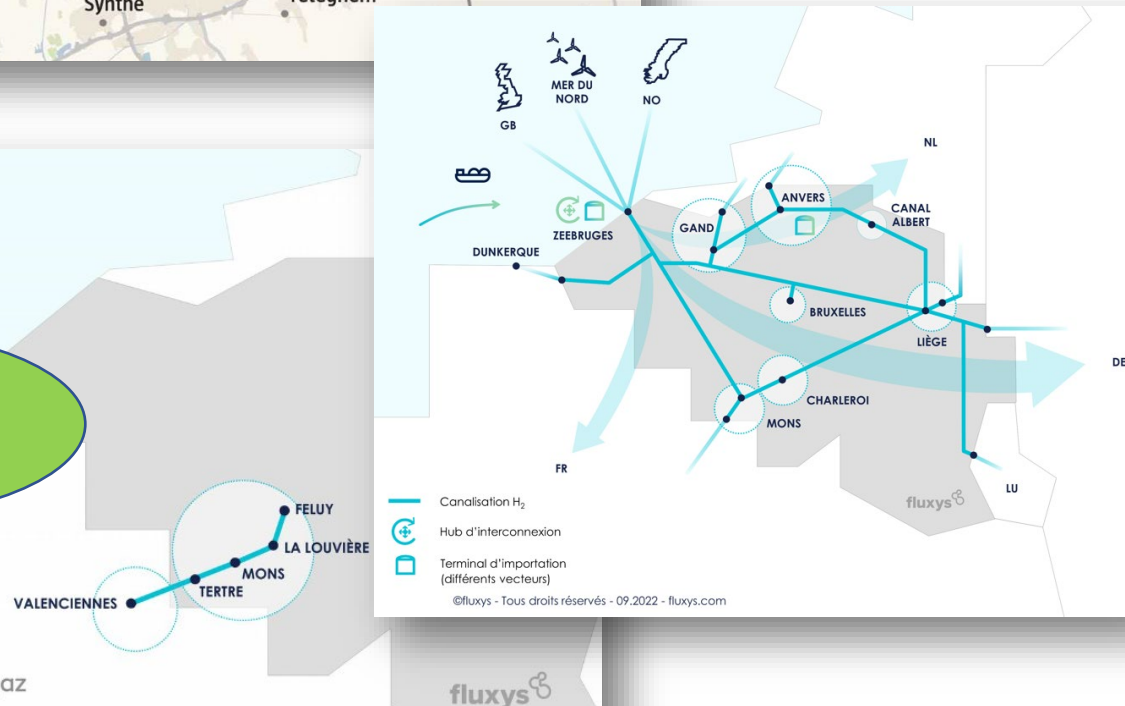 Synthe
MER DU
NORD
NO
GB
NL
ANVERS
CANAL
ALBERT
GAND
ZEEBRUGES
DUNKERQUE
BRUXELLES
LIÈGE
DE
CHARLEROI
MONS
FR
LU
fluxys
Canalisation H₂
Hub d'interconnexion
Terminal d'importation
(différents vecteurs)
©fluxys - Tous droits réservés - 09.2022 - fluxys.com
FELUY
LA LOUVIÈRE
MONS
TERTRE
VALENCIENNES
az
fluxys